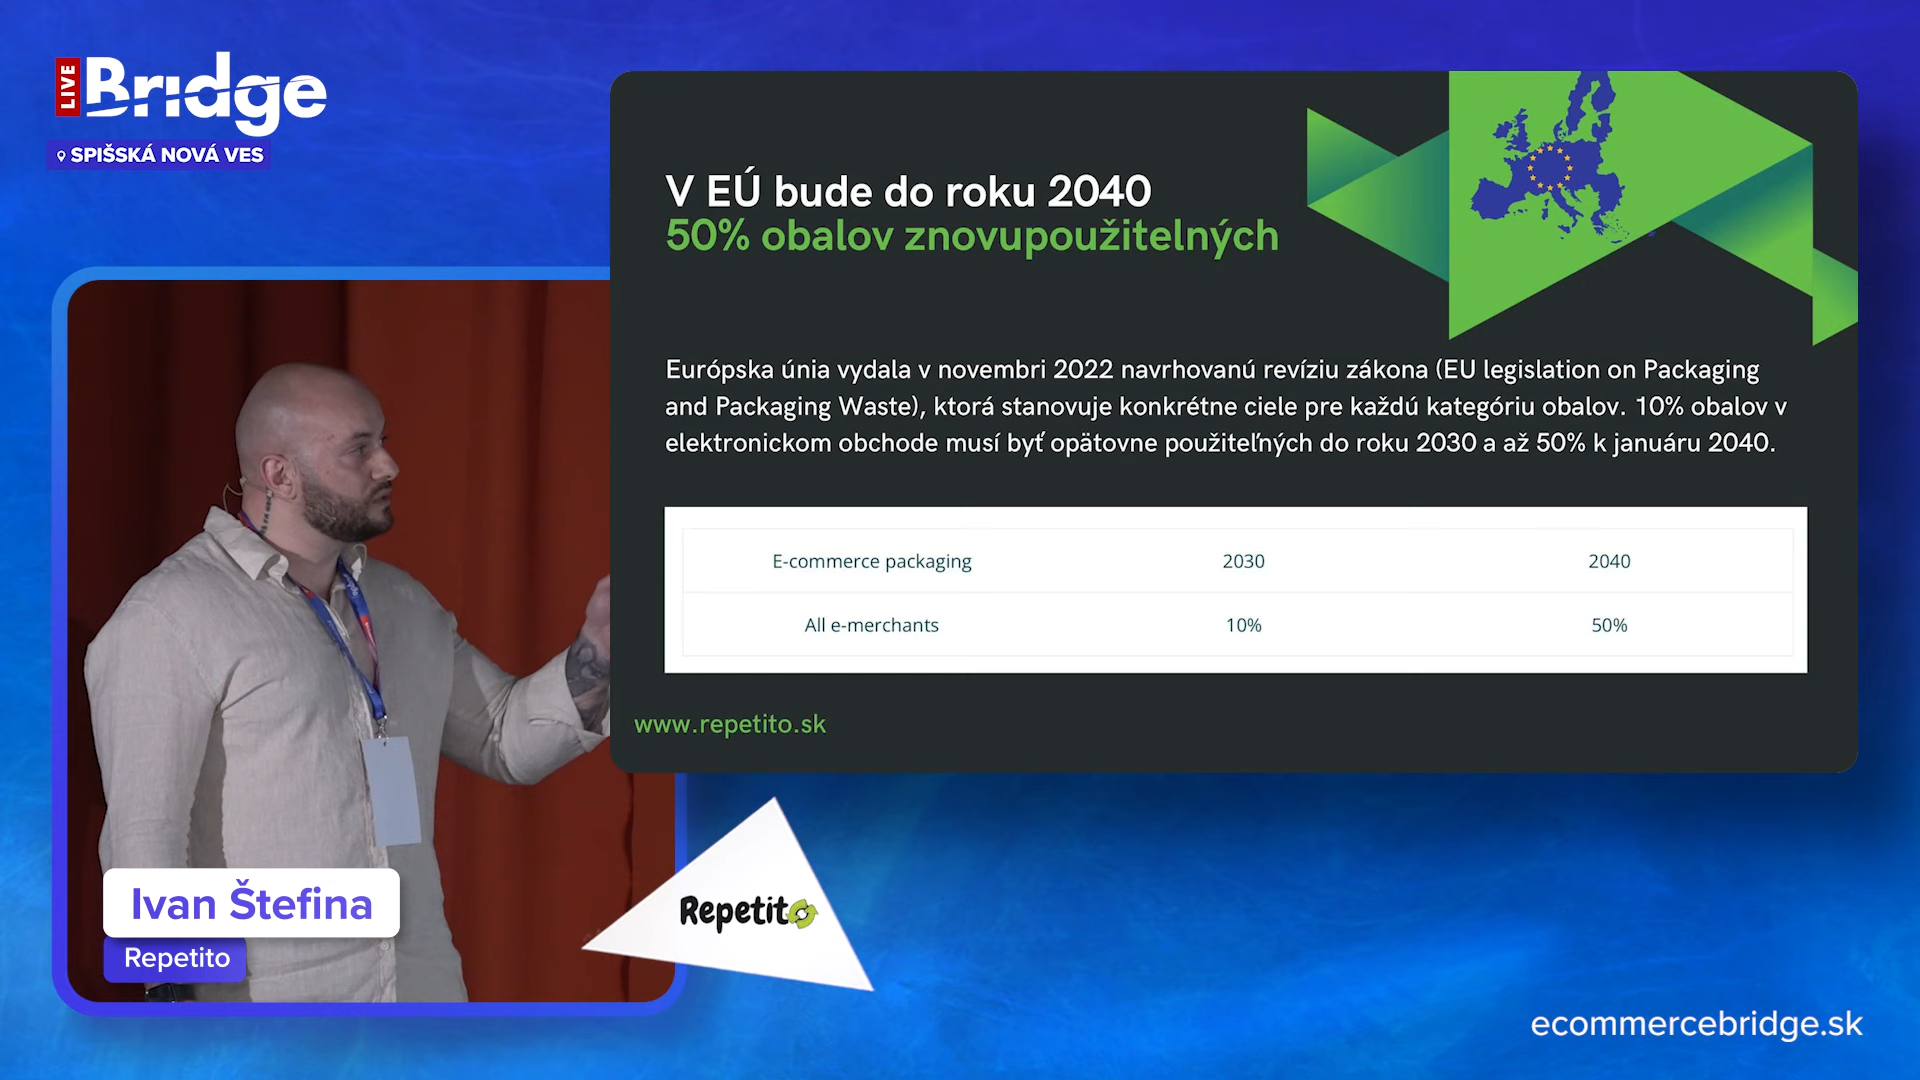 LIVE
Bridge
SPIŠSKÁ NOVÁ VES
V EÚ bude do roku 2040
50% obalov znovupoužitelných
Európska únia vydala v novembri 2022 navrhovanú revíziu zákona (EU legislation on Packaging
and Packaging Waste), ktorá stanovuje konkrétne ciele pre každú kategóriu obalov. 10% obalov v
elektronickom obchode musí byť opätovne použiteľných do roku 2030 a až 50% k januáru 2040.
E-commerce packaging 2030 2040
All e-merchants 10% 50%
www.repetito.sk
Ivan Štefina
Repetito
Repetito
ecommercebridge.sk